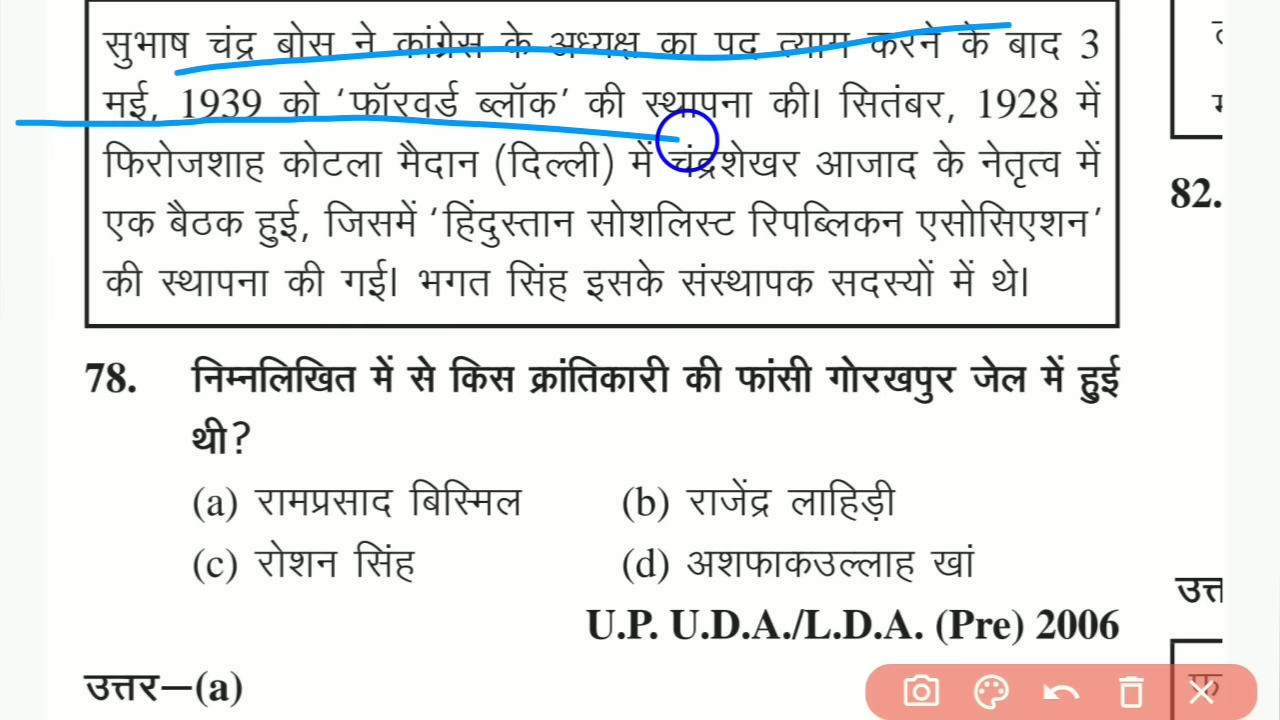 सुभाष चंद्र बोस ने कांग्रेस के अध्यक्ष का पद त्याग करने के बाद 3
मई, 1939 को ‘फॉरवर्ड ब्लॉक’ की स्थापना की। सितंबर, 1928 में
फिरोजशाह कोटला मैदान (दिल्ली) में चंद्रशेखर आजाद के नेतृत्व में
एक बैठक हुई, जिसमें ‘हिंदुस्तान सोशलिस्ट रिपब्लिकन एसोसिएशन’
की स्थापना की गई। भगत सिंह इसके संस्थापक सदस्यों में थे।
78. निम्नलिखित में से किस क्रांतिकारी की फांसी गोरखपुर जेल में हुई
थी?
(a) रामप्रसाद बिस्मिल (b) राजेंद्र लाहिड़ी
(c) रोशन सिंह (d) अशफाकउल्लाह खां
U.P. U.D.A./L.D.A. (Pre) 2006
उत्तर—(a)
82.